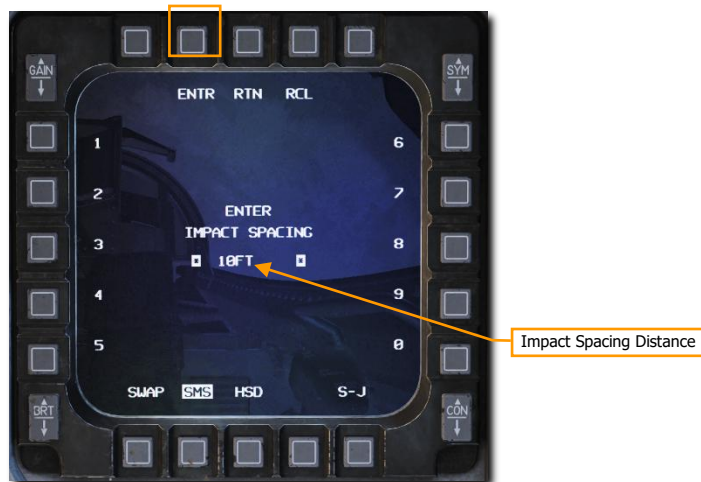 GAIN
SYM
ENTR RTN RCL
1
6
2
7
ENTER
IMPACT SPACING
3
8
10FT
4
9
5
0
Impact Spacing Distance
SWAP SMS HSD S-J
BRT
CON